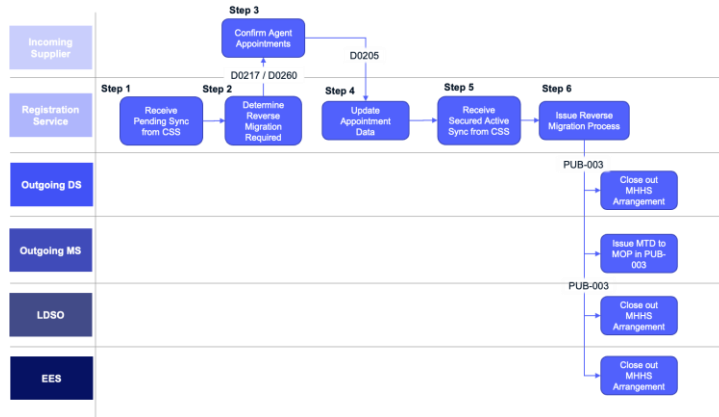 Step 3
Incoming
Supplier
Confirm Agent
Appointments
D0205
D0217 / D0260
Step 1
Step 2
Step 4
Step 5
Step 6
Registration
Service
Receive
Pending Sync
from CSS
Determine
Reverse
Migration
Required
Update
Appointment
Data
Receive
Secured Active
Sync from CSS
Issue Reverse
Migration Process
PUB-003
Outgoing DS
Close out
MHHS
Arrangement
Outgoing MS
Issue MTD to
MOP in PUB-
003
PUB-003
LDSO
Close out
MHHS
Arrangement
EES
Close out
MHHS
Arrangement